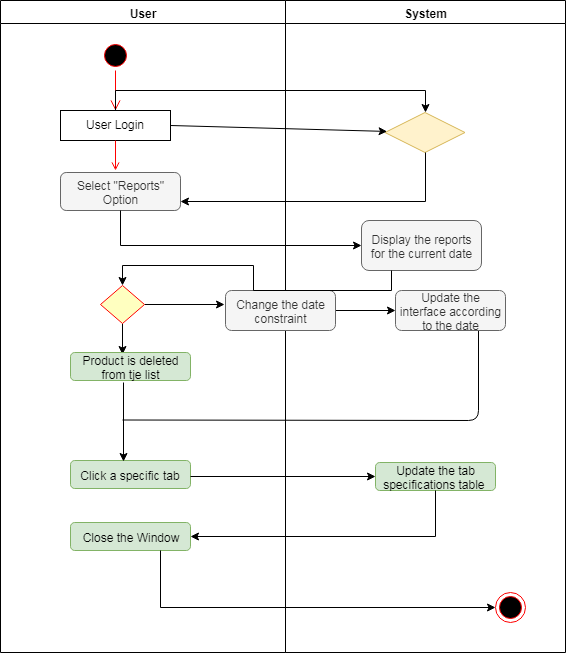 User
System
User Login
Select "Reports"
Option
Display the reports
for the current date
Change the date
constraint
Update the
interface according
to the date
Product is deleted
from tje list
Click a specific tab
Update the tab
specifications table
Close the Window